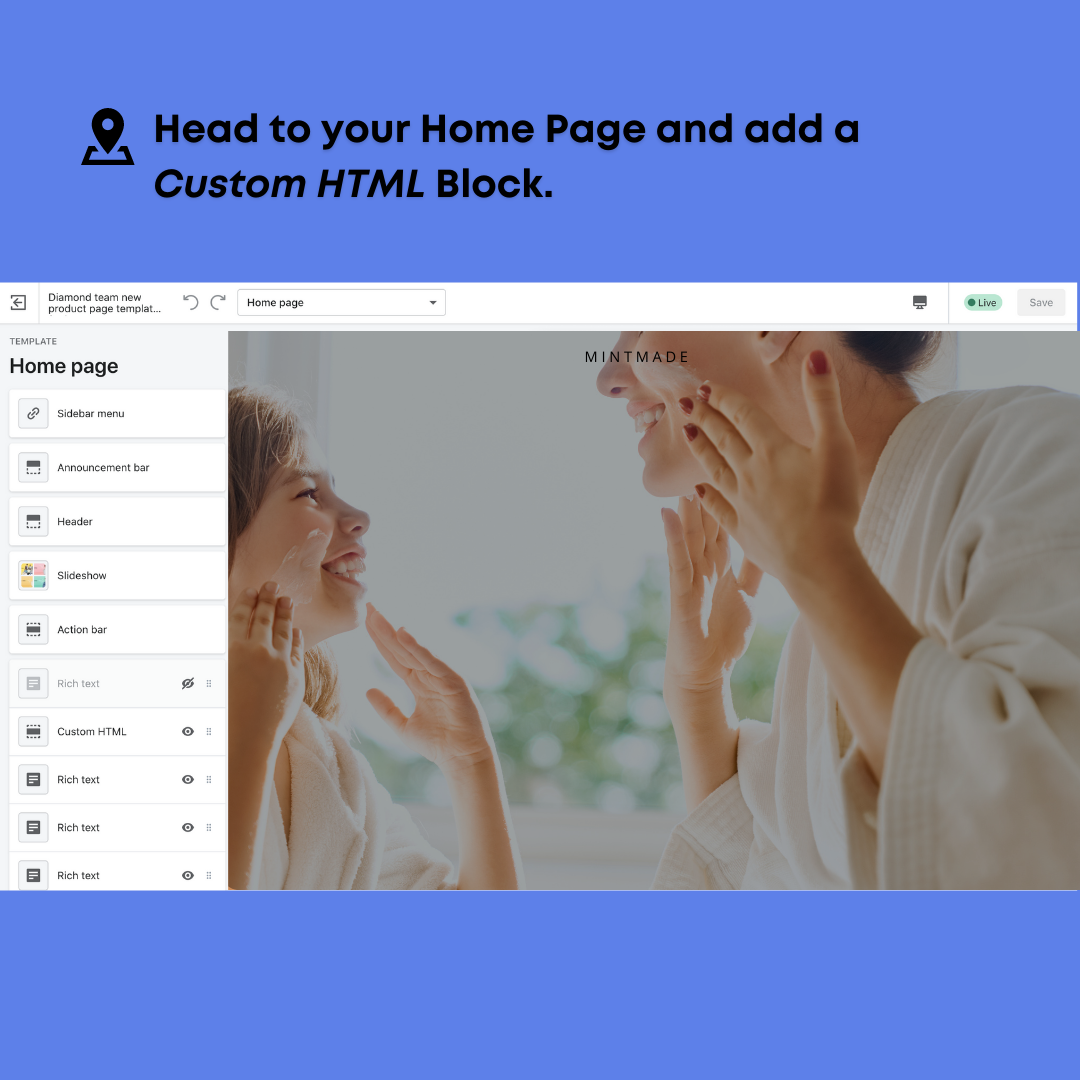 Head to your Home Page and add a
Custom HTML Block.
Diamond team new
product page templat...
Home page
Live
Save
TEMPLATE
Home page
MINTMADE
Sidebar menu
Announcement bar
Header
Slideshow
Action bar
Rich text
Custom HTML
Rich text
Rich text
Rich text